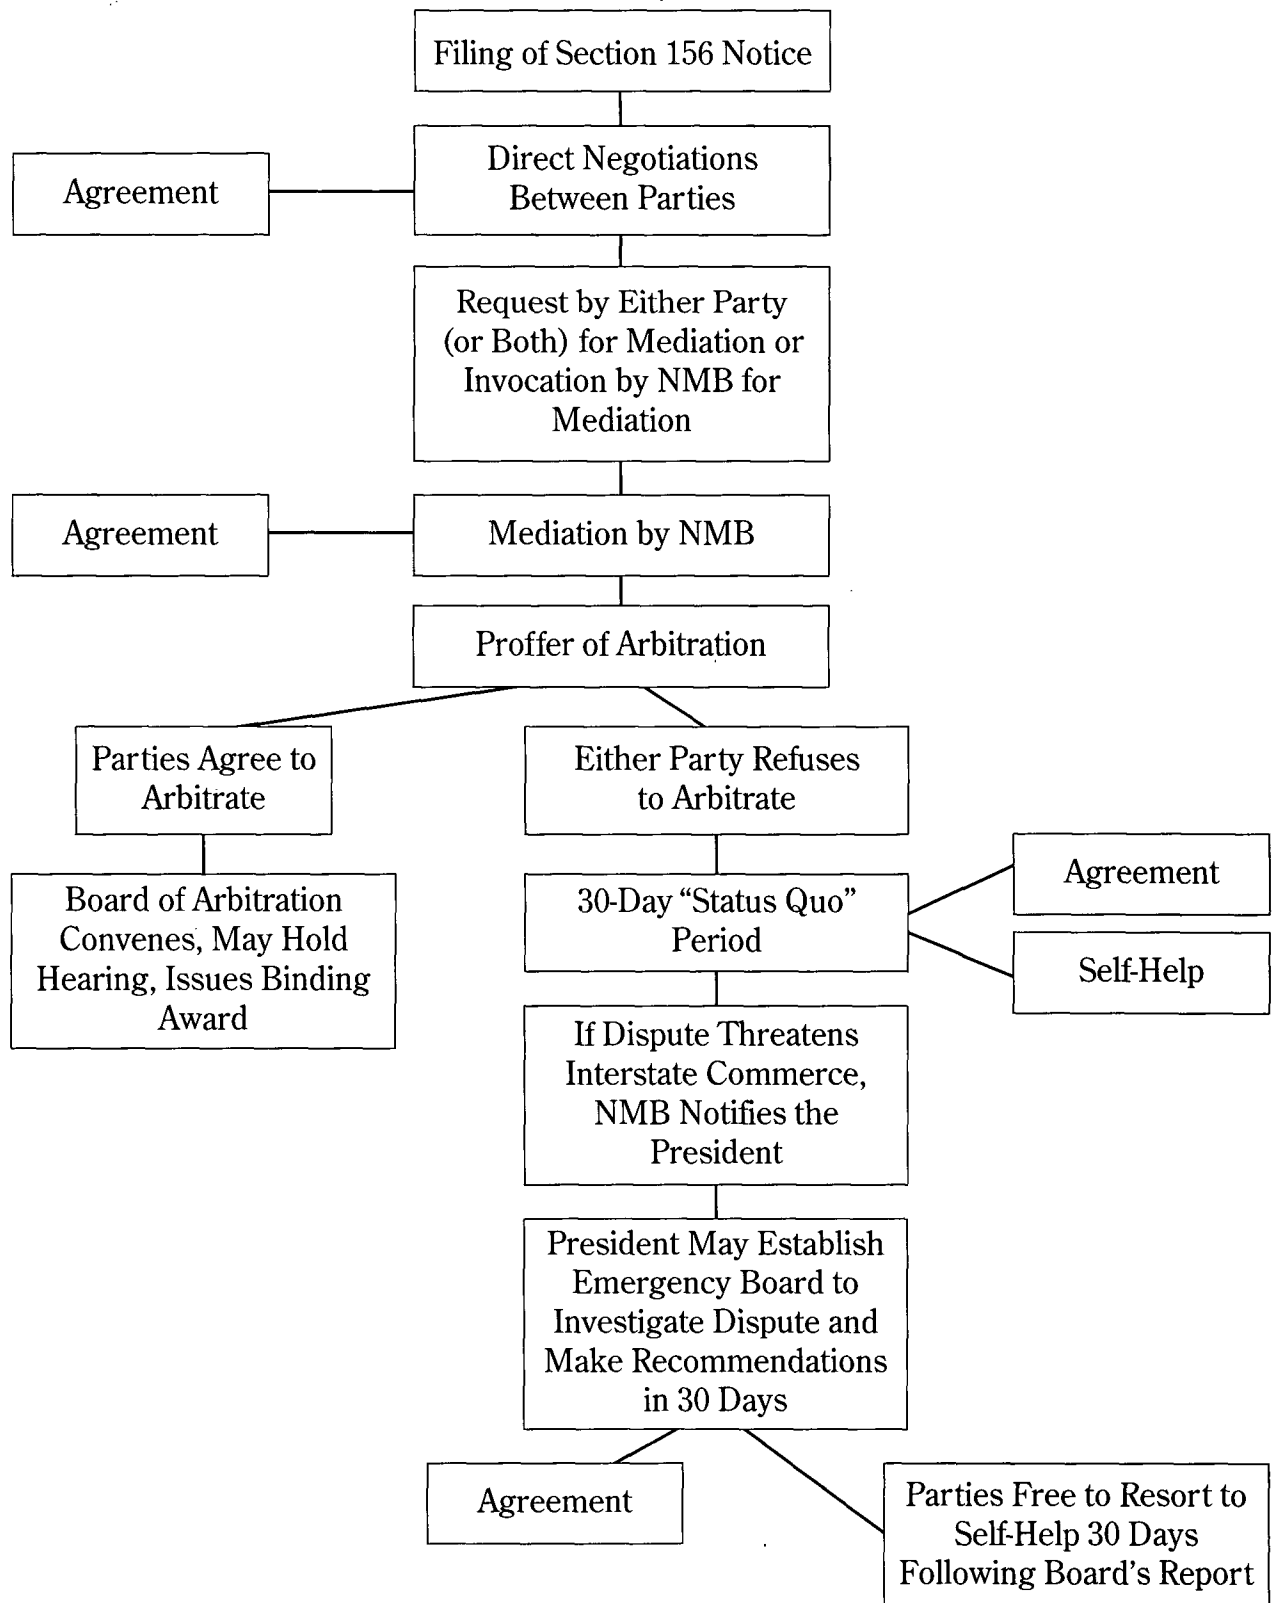 Filing of Section 156 Notice
Direct Negotiations
Between Parties
Agreement
Request by Either Party
(or Both) for Mediation or
Invocation by NMB for
Mediation
Agreement
Mediation by NMB
Proffer of Arbitration
Parties Agree to
Arbitrate
Either Party Refuses
to Arbitrate
Board of Arbitration
Convenes, May Hold
Hearing, Issues Binding
Award
30-Day “Status Quo”
Period
Agreement
Self-Help
If Dispute Threatens
Interstate Commerce,
NMB Notifies the
President
President May Establish
Emergency Board to
Investigate Dispute and
Make Recommendations
in 30 Days
Agreement
Parties Free to Resort to
Self-Help 30 Days
Following Board’s Report